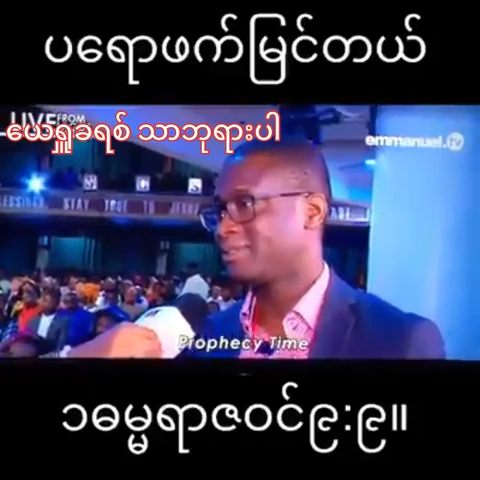 ပရောဖက်မြင်တယ်
LIVE FROM
ယေရှူခရစ် သာဘုရားပါ
emmanuel.tv
STAY TRUE TO JESUS
Prophecy Time
၁ဓမ္မရာဇဝင်၉:၉။